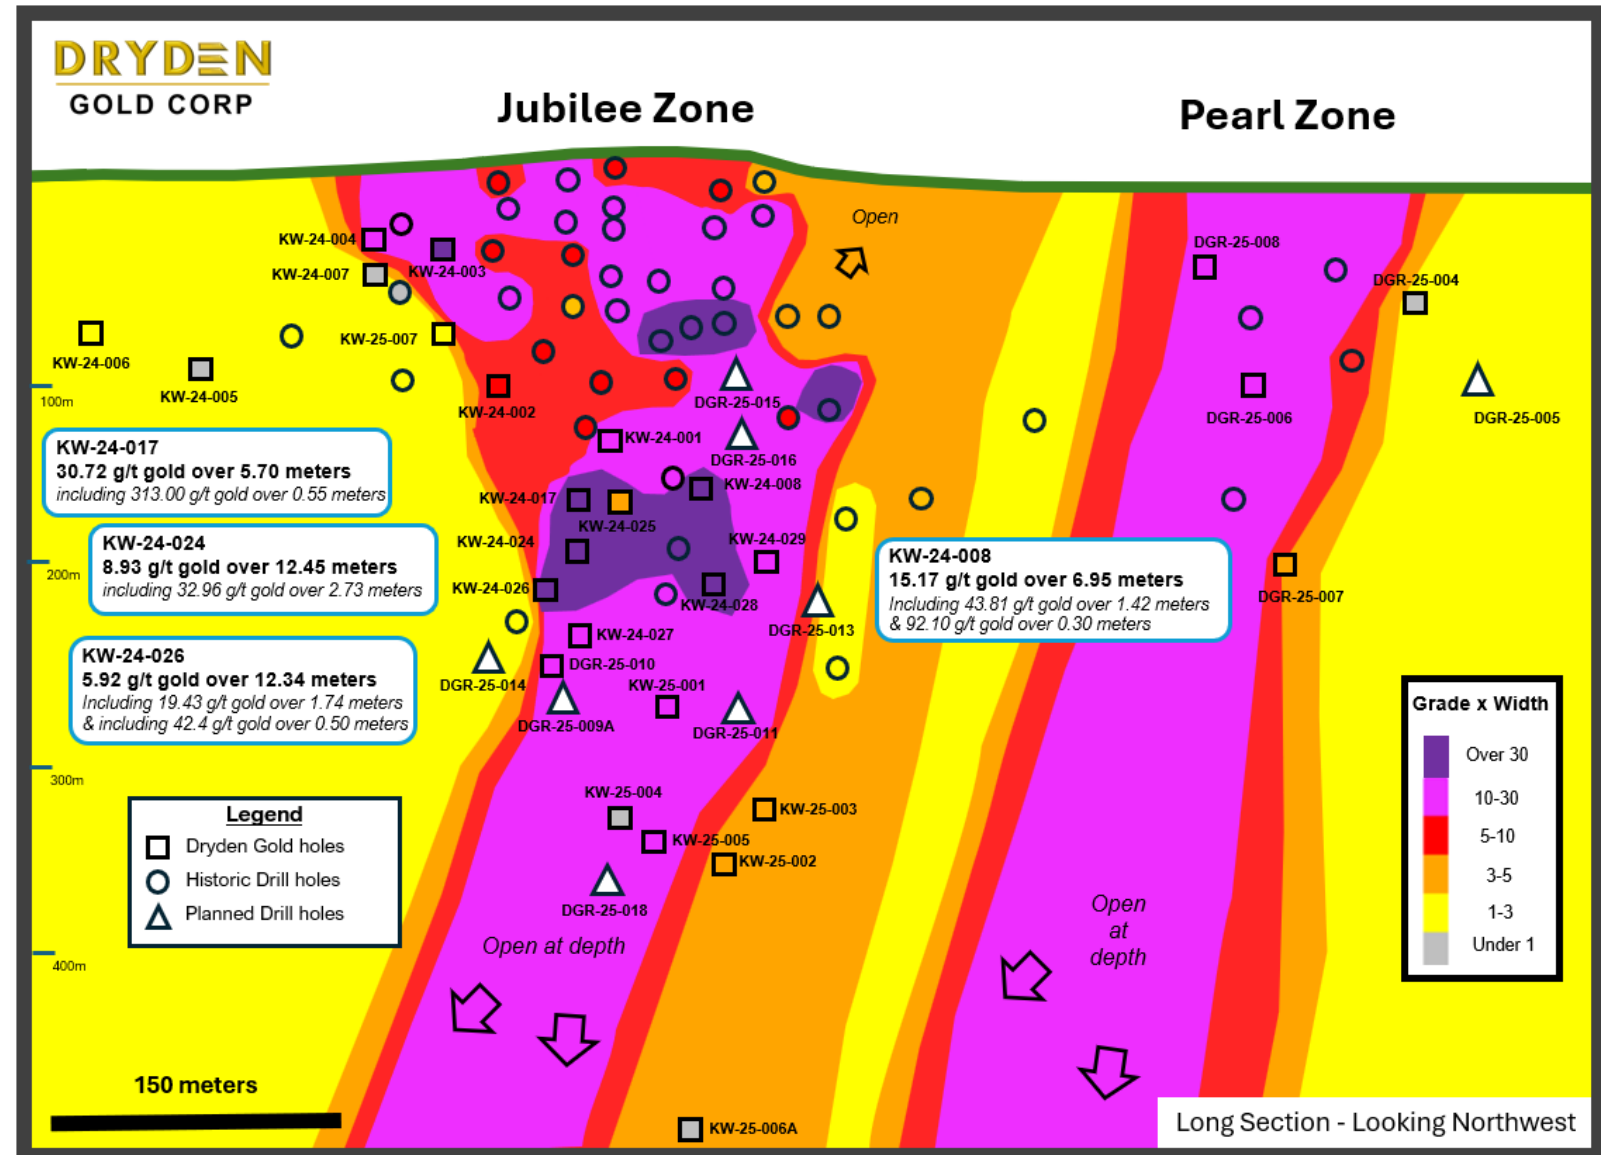 DRYDEN
GOLD CORP
Jubilee Zone
Pearl Zone
Open
KW-24-004
KW-24-007
KW-24-003
DGR-25-008
DGR-25-004
KW-24-006
KW-24-005
KW-25-007
KW-24-002
100m
DGR-25-015
DGR-25-006
DGR-25-005
KW-24-001
DGR-25-016
KW-24-017
30.72 g/t gold over 5.70 meters
including 313.00 g/t gold over 0.55 meters
KW-24-017
KW-24-025
KW-24-008
KW-24-024
8.93 g/t gold over 12.45 meters
including 32.96 g/t gold over 2.73 meters
KW-24-024
KW-24-029
200m
KW-24-026
KW-24-028
KW-24-008
15.17 g/t gold over 6.95 meters
Including 43.81 g/t gold over 1.42 meters
& 92.10 g/t gold over 0.30 meters
DGR-25-007
DGR-25-013
KW-24-026
5.92 g/t gold over 12.34 meters
Including 19.43 g/t gold over 1.74 meters
& including 42.4 g/t gold over 0.50 meters
KW-24-027
DGR-25-010
DGR-25-014
KW-25-001
DGR-25-009A
DGR-25-011
300m
KW-25-004
KW-25-003
KW-25-005
KW-25-002
DGR-25-018
Legend
Dryden Gold holes
Historic Drill holes
Planned Drill holes
Grade x Width
Over 30
10-30
5-10
3-5
1-3
Under 1
Open at depth
Open
at
depth
400m
150 meters
KW-25-006A
Long Section - Looking Northwest